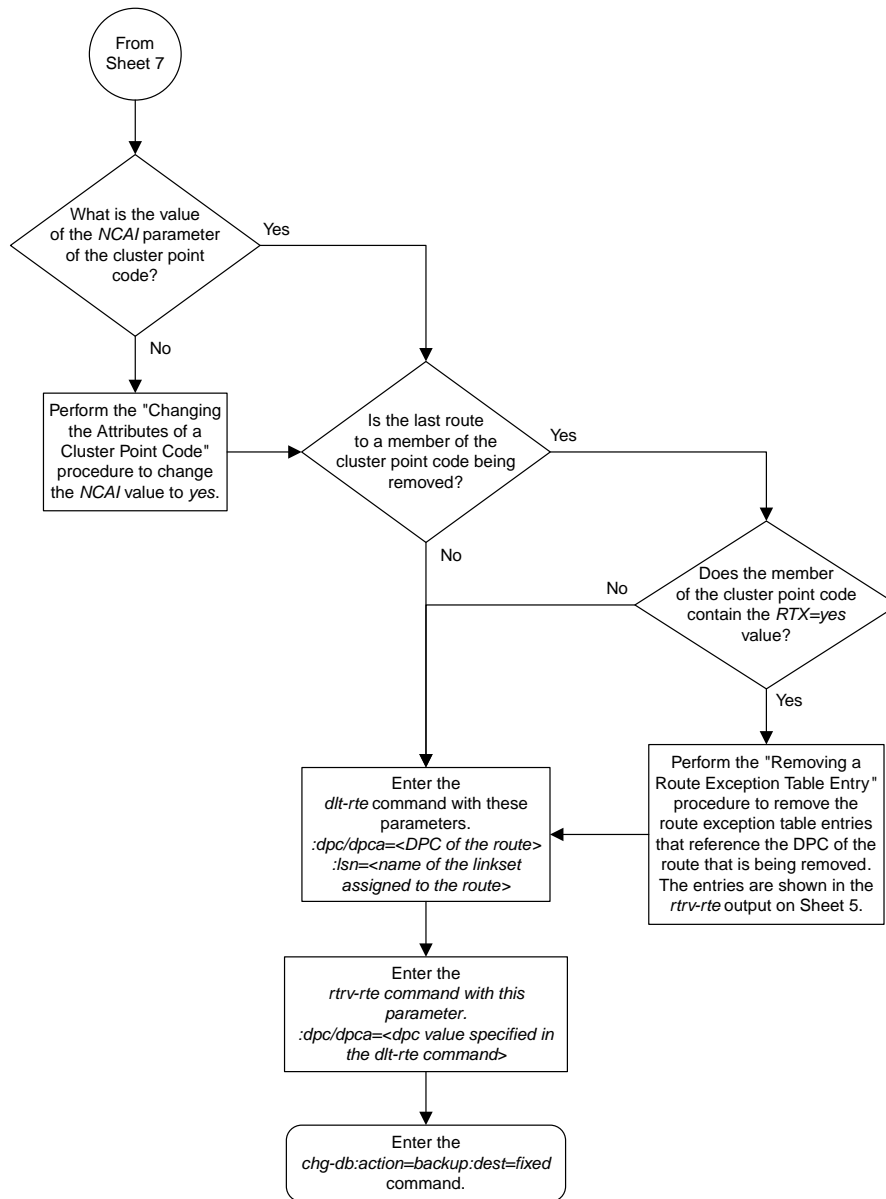 From
Sheet 7
What is the value
of the NCAI parameter
of the cluster point
code?
Yes
No
Perform the "Changing
the Attributes of a
Cluster Point Code"
procedure to change
the NCAI value to yes.
Is the last route
to a member of the
cluster point code being
removed?
Yes
No
Does the member
of the cluster point code
contain the RTX=yes
value?
No
Yes
Perform the "Removing a
Route Exception Table Entry"
procedure to remove the
route exception table entries
that reference the DPC of the
route that is being removed.
The entries are shown in the
rtrv-rte output on Sheet 5.
Enter the
dlt-rte command with these
parameters.
:dpc/dpca=<DPC of the route>
:lsn=<name of the linkset
assigned to the route>
Enter the
rtrv-rte command with this
parameter.
:dpc/dpca=<dpc value specified in
the dlt-rte command>
Enter the
chg-db:action=backup:dest=fixed
command.